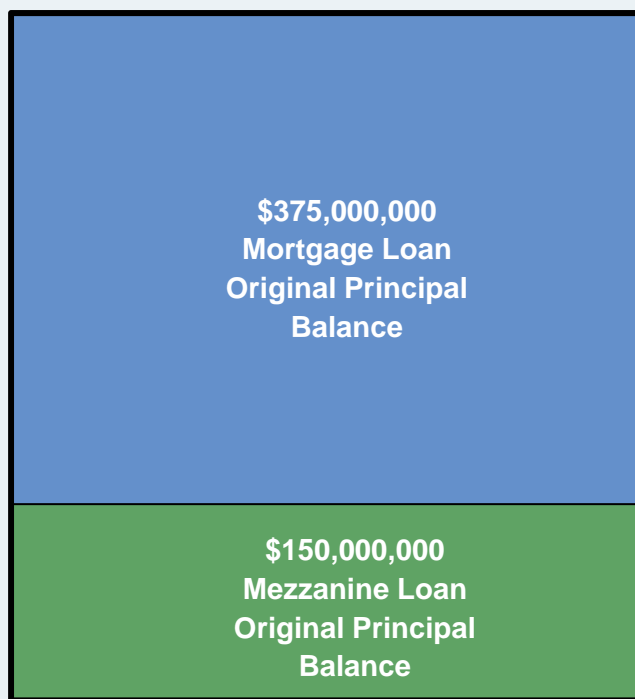 $375,000,000
Mortgage Loan
Original Principal
Balance
$150,000,000
Mezzanine Loan
Original Principal
Balance